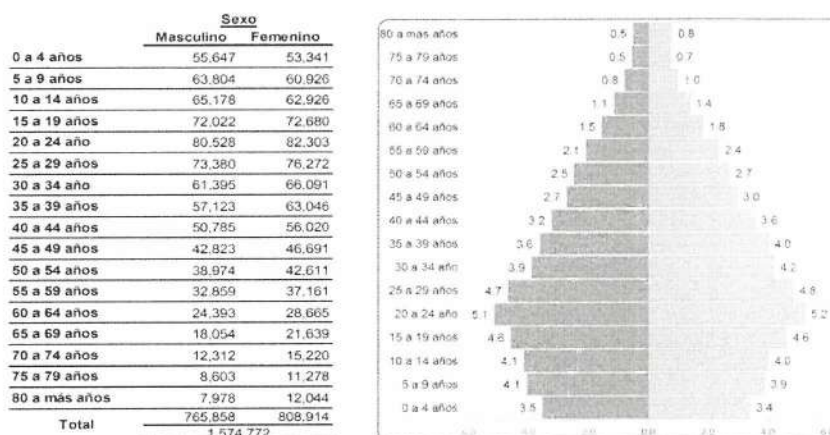 Sexo
Masculino Femenino
0 a 4 años 55,647 53,341
5 a 9 años 63,804 60,926
10 a 14 años 65,178 62,926
15 a 19 años 72,022 72,680
20 a 24 año 80,528 82,303
25 a 29 años 73,380 76,272
30 a 34 año 61,395 66,091
35 a 39 años 57,123 63,046
40 a 44 años 50,785 56,020
45 a 49 años 42,823 46,691
50 a 54 años 38,974 42,611
55 a 59 años 32,859 37,161
60 a 64 años 24,393 28,665
65 a 69 años 18,054 21,639
70 a 74 años 12,312 15,220
75 a 79 años 8,603 11,278
80 a más años 7,978 12,044
Total 765,858 808,914
1,574,772
80 a mas años 0.5 0.8
75 a 79 años 0.5 0.7
70 a 74 años 0.8 1.0
65 a 69 años 1.1 1.4
60 a 64 años 1.5 1.8
55 a 59 años 2.1 2.4
50 a 54 años 2.5 2.7
45 a 49 años 2.7 3.0
40 a 44 años 3.2 3.6
35 a 39 años 3.6 4.0
30 a 34 año 3.9 4.2
25 a 29 años 4.7 4.8
20 a 24 año 5.1 5.2
15 a 19 años 4.6 4.6
10 a 14 años 4.1 4.0
5 a 9 años 4.1 3.9
0 a 4 años 3.5 3.4
4.0 2.0 0.0 2.0 4.0